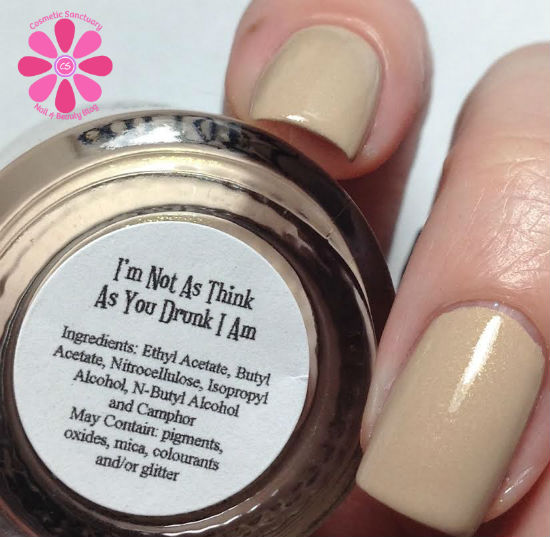 Cosmetic Sanctuary
CS
Nail & Beauty Blog
I'm Not As Think
As You Drunk I Am
Ingredients: Ethyl Acetate, Butyl
Acetate, Nitrocellulose, Isopropyl
Alcohol, N-Butyl Alcohol
and Camphor
May Contain: pigments,
oxides, mica, colourants
and/or glitter